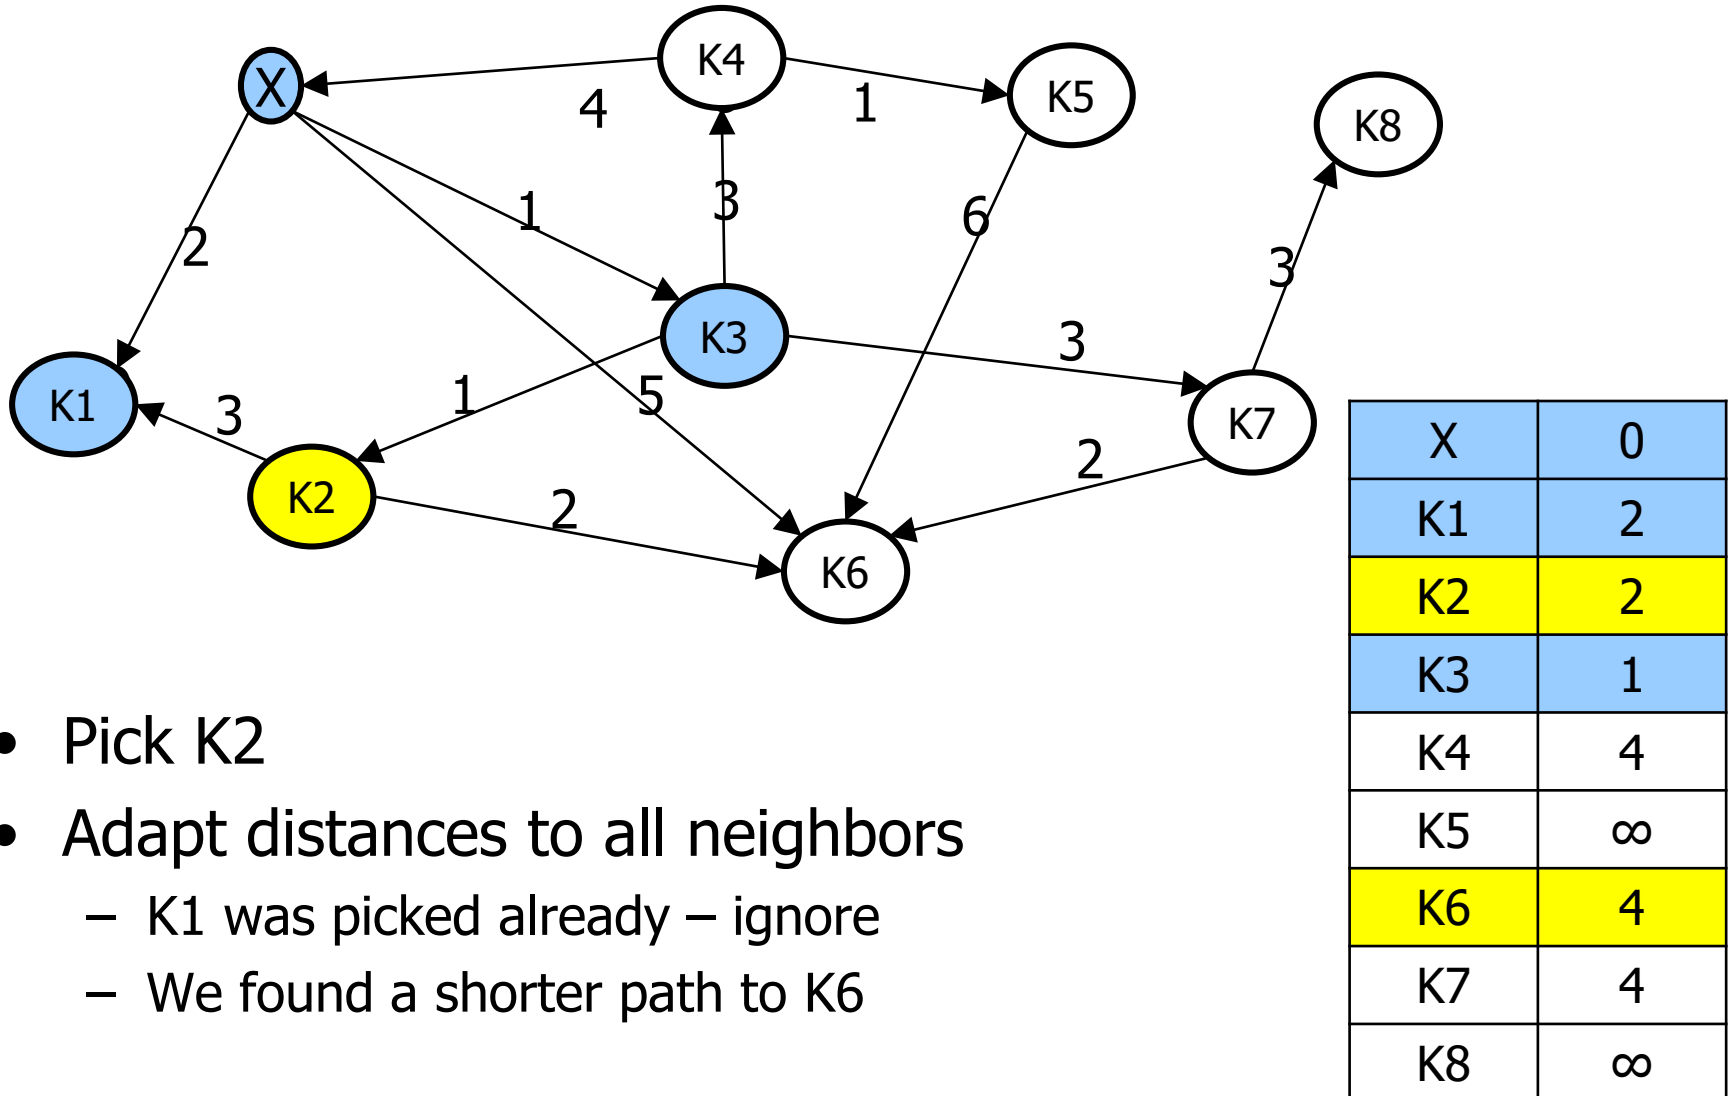 K4
X
K5
4
1
K8
1
3
6
2
3
K3
3
1
5
K1
3
K7
2
K2
2
K6
X 0
K1 2
K2 2
K3 1
K4 4
K5 ∞
K6 4
K7 4
K8 ∞
• Pick K2
• Adapt distances to all neighbors
– K1 was picked already – ignore
– We found a shorter path to K6